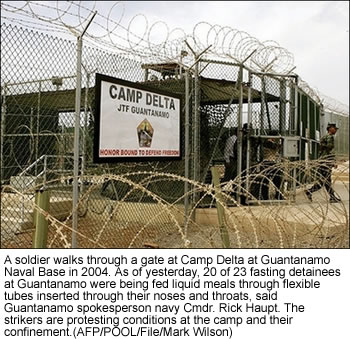 CAMP DELTA
JTF GUANTANAMO
HONOR BOUND TO DEFEND FREEDOM
A soldier walks through a gate at Camp Delta at Guantanamo
Naval Base in 2004. As of yesterday, 20 of 23 fasting detainees
at Guantanamo were being fed liquid meals through flexible
tubes inserted through their noses and throats, said
Guantanamo spokesperson navy Cmdr. Rick Haupt. The
strikers are protesting conditions at the camp and their
confinement.(AFP/POOL/File/Mark Wilson)